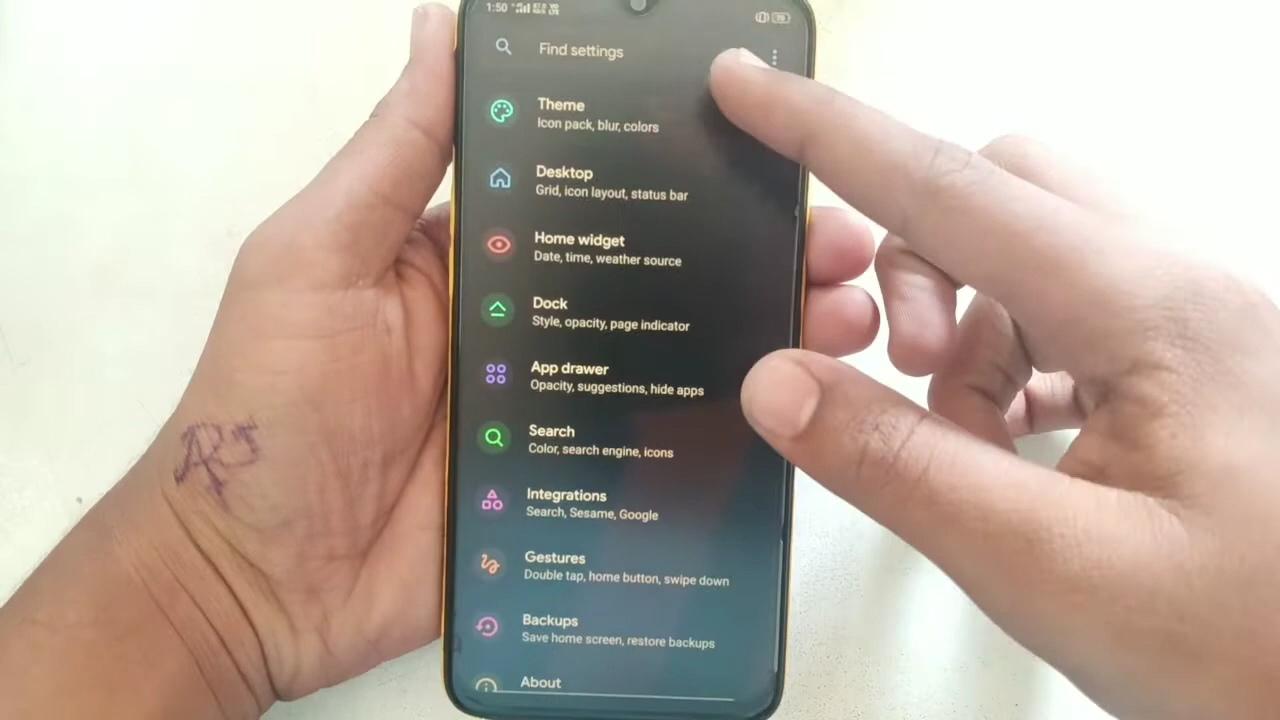 1:50
Find settings
Theme
Icon pack, blur, colors
Desktop
Grid, icon layout, status bar
Home widget
Date, time, weather source
Dock
Style, opacity, page indicator
App drawer
Opacity, suggestions, hide apps
Search
Color, search engine, icons
Integrations
Search, Sesame, Google
Gestures
Double tap, home button, swipe down
Backups
Save home screen, restore backups
About